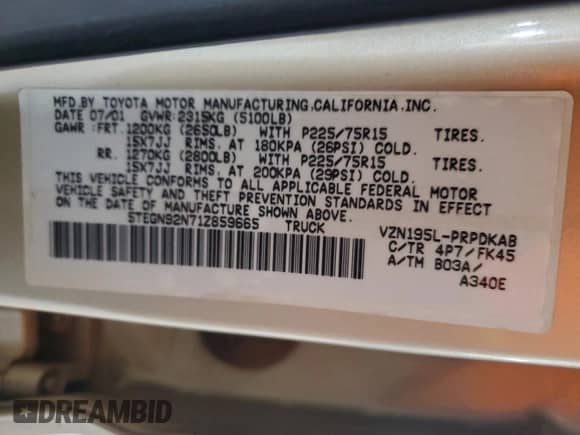 MFD.BY TOYOTA MOTOR MANUFACTURING,CALIFORNIA,INC.
DATE 07/01 GVWR:2315KG (5100LB)
GAWR:FRT.1200KG (2650LB) WITH P225/75R15 TIRES.
15X7JJ RIMS. AT 180KPA (26PSI) COLD.
RR. 1270KG (2800LB) WITH P225/75R15 TIRES.
15X7JJ RIMS. AT 200KPA (29PSI) COLD.
THIS VEHICLE CONFORMS TO ALL APPLICABLE FEDERAL MOTOR
VEHICLE SAFETY AND THEFT PREVENTION STANDARDS IN EFFECT
ON THE DATE OF MANUFACTURE SHOWN ABOVE.
5TEGN92N71Z859665 TRUCK VZN195L-PRPDKAB
C/TR 4P7/FK45
A/TM B03A/
A340E
DREAMBID